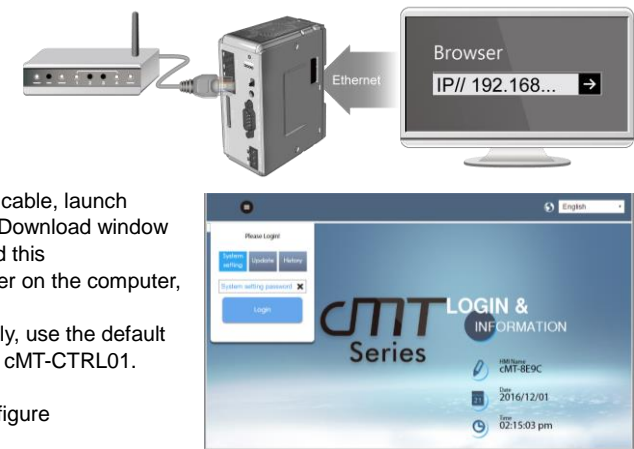 Browser
Ethernet
IP// 192.168...
cable, launch
Download window
d this
er on the computer,
ly, use the default
cMT-CTRL01.
figure
English
Please Login!
System setting
Update
History
System setting password
Login
cMT
Series
LOGIN &
INFORMATION
HMI Name
cMT-8E9C
Date
2016/12/01
Time
02:15:03 pm